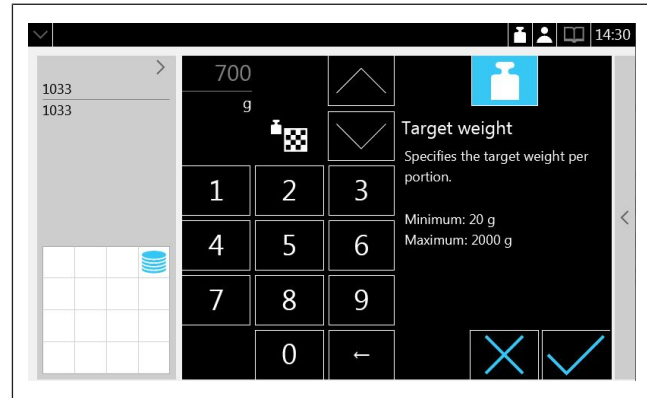 14:30
1033
1033
700
g
1 2 3
4 5 6
7 8 9
0 ←
Target weight
Specifies the target weight per
portion.
Minimum: 20 g
Maximum: 2000 g